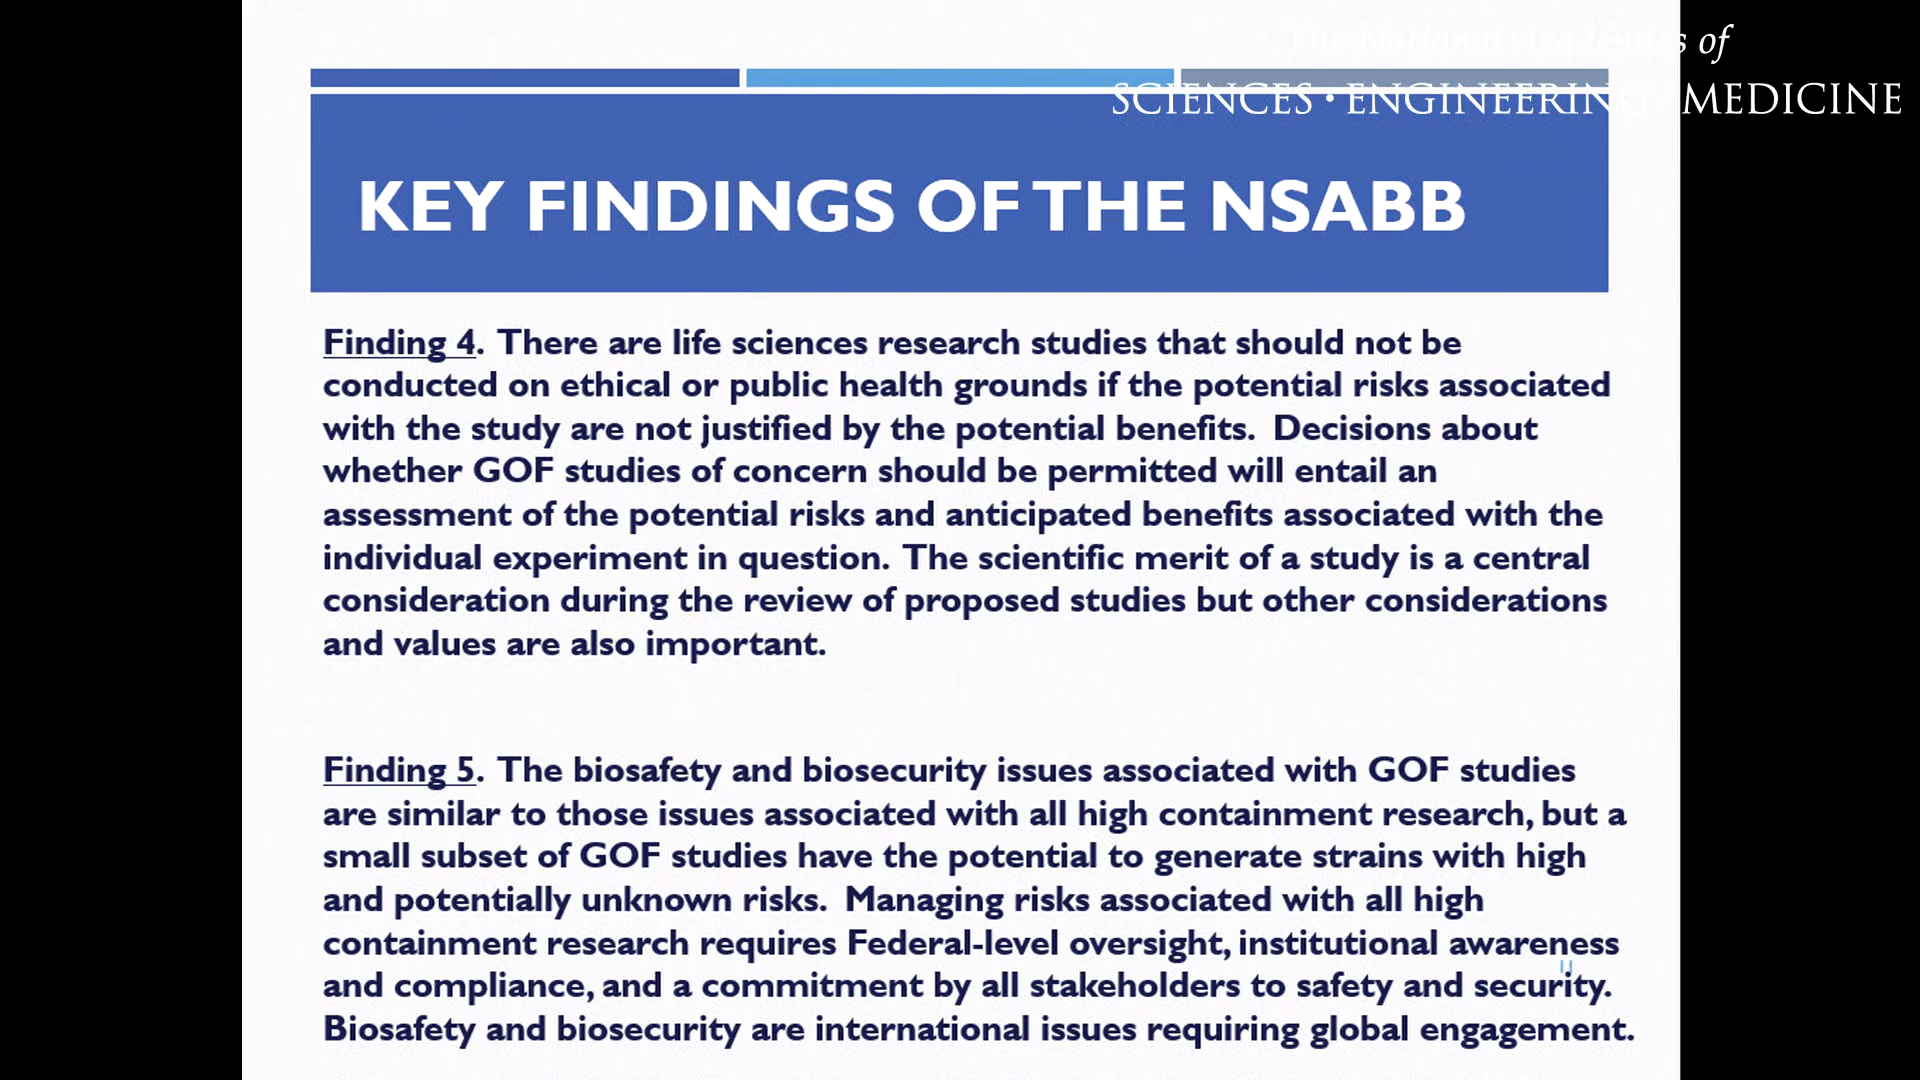 s of
SCIENCES • ENGINEERING MEDICINE
KEY FINDINGS OF THE NSABB
Finding 4. There are life sciences research studies that should not be
conducted on ethical or public health grounds if the potential risks associated
with the study are not justified by the potential benefits. Decisions about
whether GOF studies of concern should be permitted will entail an
assessment of the potential risks and anticipated benefits associated with the
individual experiment in question. The scientific merit of a study is a central
consideration during the review of proposed studies but other considerations
and values are also important.
Finding 5. The biosafety and biosecurity issues associated with GOF studies
are similar to those issues associated with all high containment research, but a
small subset of GOF studies have the potential to generate strains with high
and potentially unknown risks. Managing risks associated with all high
containment research requires Federal-level oversight, institutional awareness
and compliance, and a commitment by all stakeholders to safety and security.
Biosafety and biosecurity are international issues requiring global engagement.